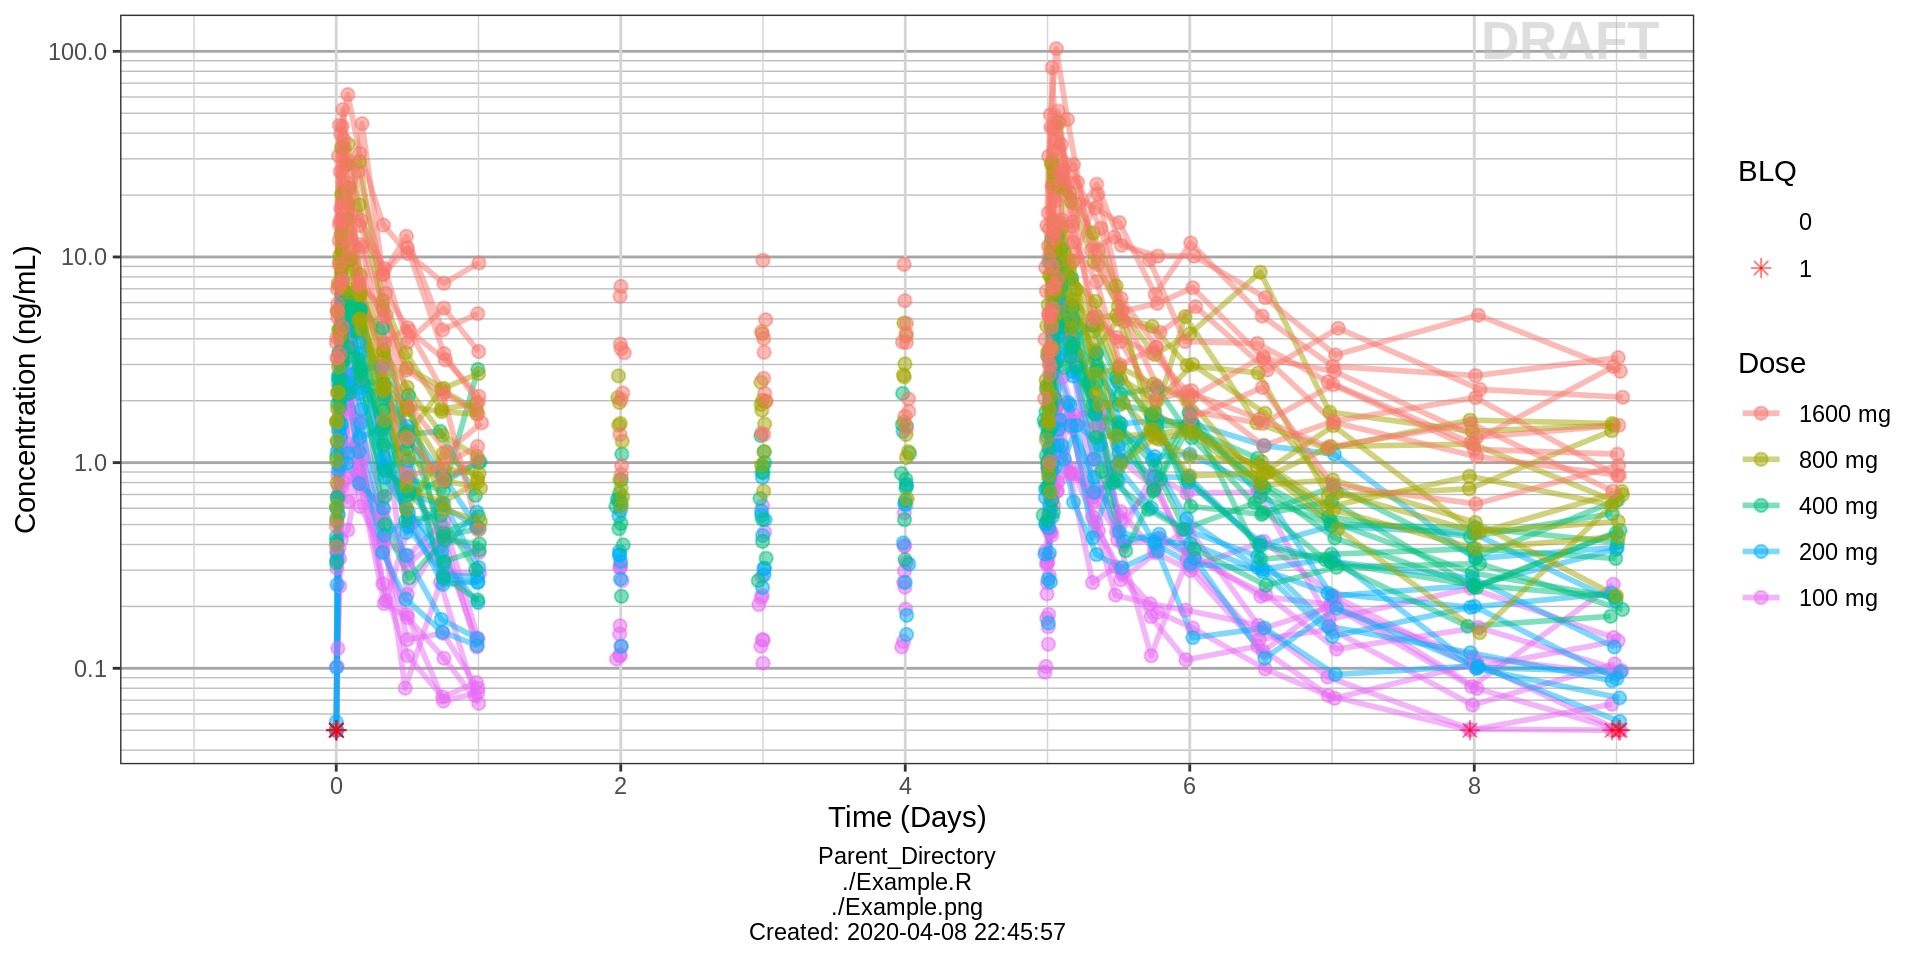 DRAFT
100.0
10.0
1.0
0.1
Concentration (ng/mL)
0 2 4 6 8
Time (Days)
Parent_Directory
./Example.R
./Example.png
Created: 2020-04-08 22:45:57
BLQ
0
1
Dose
1600 mg
800 mg
400 mg
200 mg
100 mg